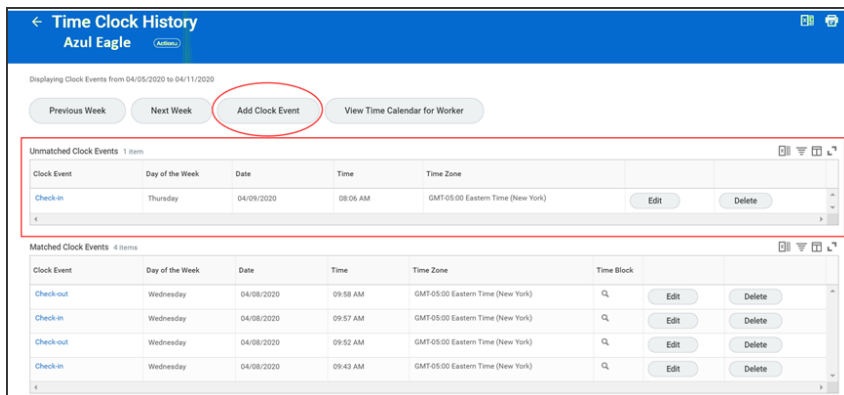 Time Clock History
Azul Eagle Actions
Displaying Clock Events from 04/05/2020 to 04/11/2020
Previous Week Next Week Add Clock Event View Time Calendar for Worker
Unmatched Clock Events 1 item
Clock Event Day of the Week Date Time Time Zone
Check-in Thursday 04/09/2020 08:06 AM GMT-05:00 Eastern Time (New York) Edit Delete
Matched Clock Events 4 items
Clock Event Day of the Week Date Time Time Zone Time Block
Check-out Wednesday 04/08/2020 09:58 AM GMT-05:00 Eastern Time (New York) Edit Delete
Check-in Wednesday 04/08/2020 09:57 AM GMT-05:00 Eastern Time (New York) Edit Delete
Check-out Wednesday 04/08/2020 09:52 AM GMT-05:00 Eastern Time (New York) Edit Delete
Check-in Wednesday 04/08/2020 09:43 AM GMT-05:00 Eastern Time (New York) Edit Delete